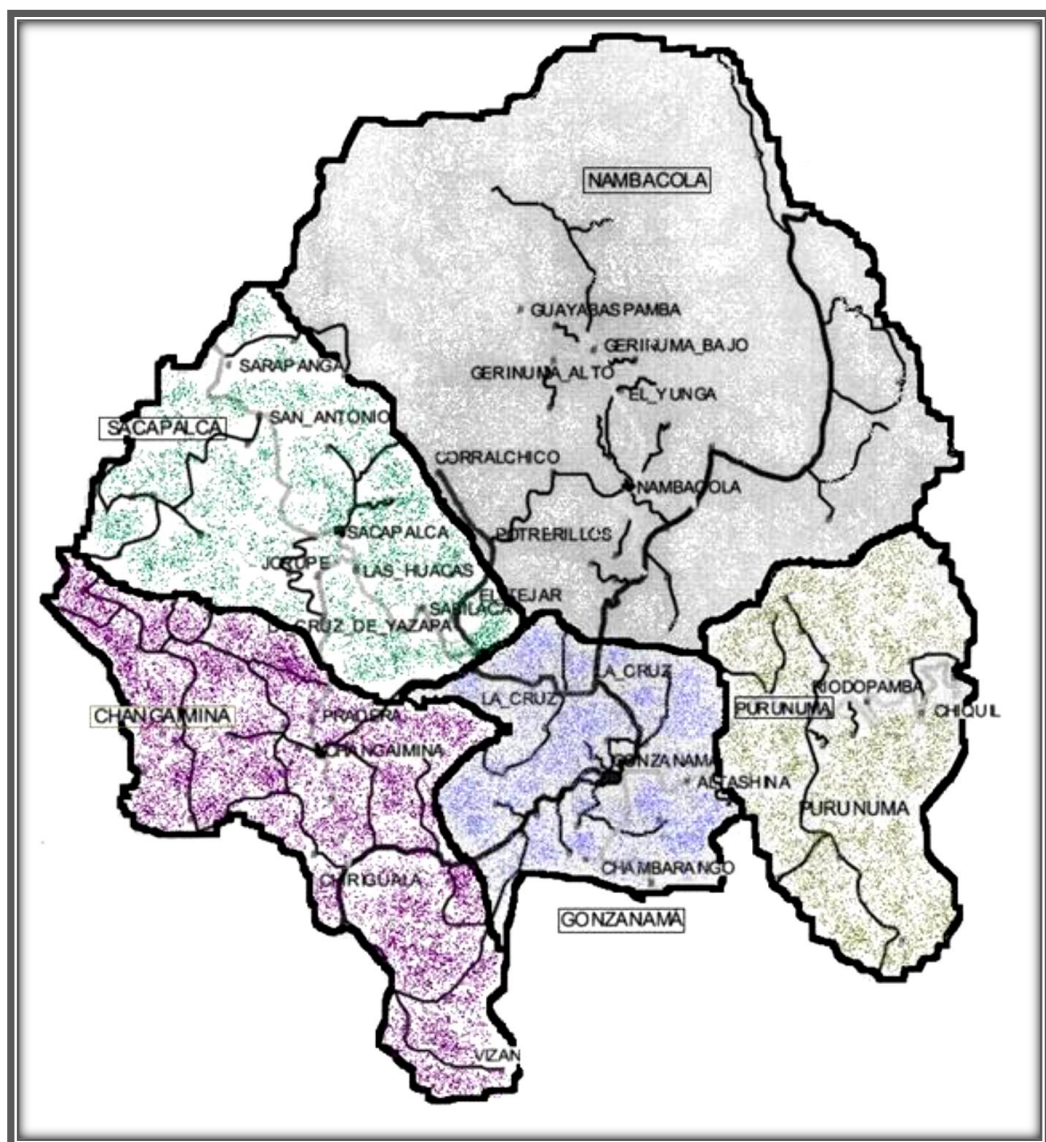 NAMBACOLA
GUAYABASPAMBA
GERINUMA_BAJO
GERINUMA_ALTO
EL_YUNGA
SARAPANGA
SAN_ANTONIO
SACAPALCA
CORRALCHICO
NAMBACOLA
SACAPALCA
POTRERILLOS
LAS_HUACAS
EL_TEJAR
SABILACA
CRUZ_DE_YAZAPA
LA_CRUZ
LA_CRUZ
RIODOPAMBA
PURUNUMA
CHIQUIL
CHANGAIMINA
PRADERA
CHANGAIMINA
GONZANAMA
ALTASHINA
PURUNUMA
CHAMBARANGO
CHIRIGUALA
GONZANAMÁ
VIZAN